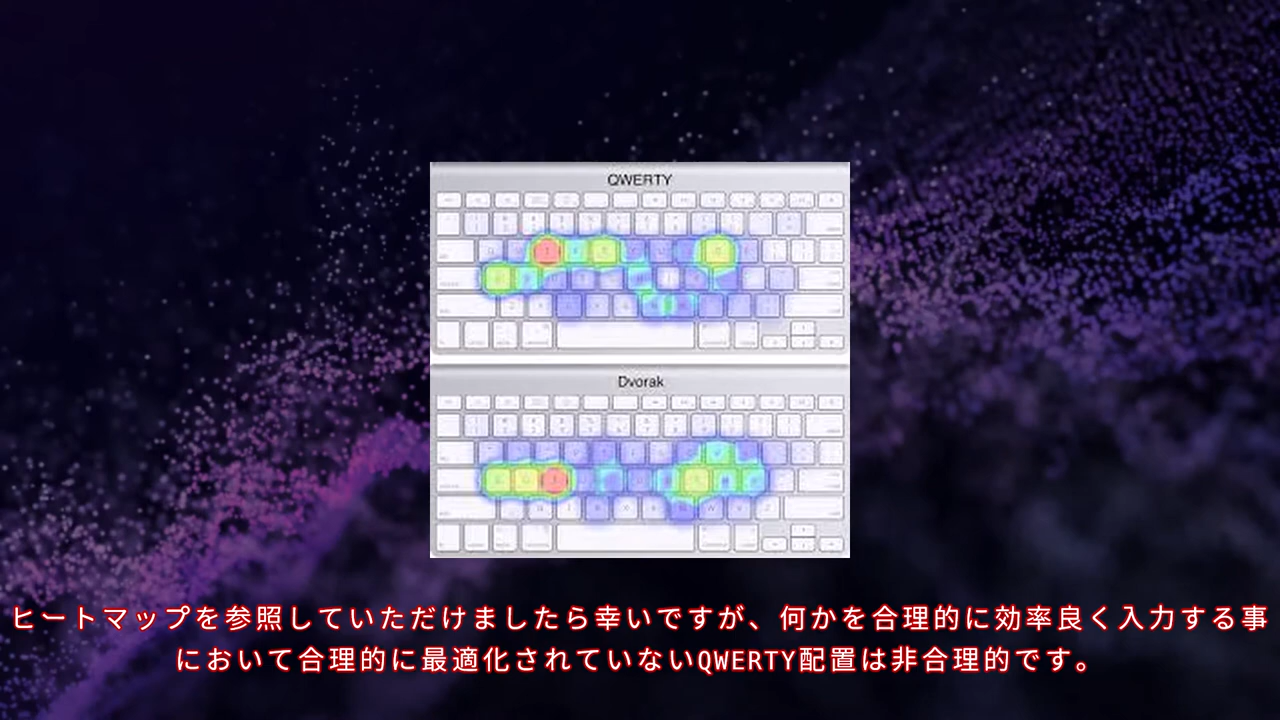 QWERTY
Dvorak
ヒートマップを参照していただけましたら幸いですが、何かを合理的に効率良く入力する事
において合理的に最適化されていないQWERTY配置は非合理的です。